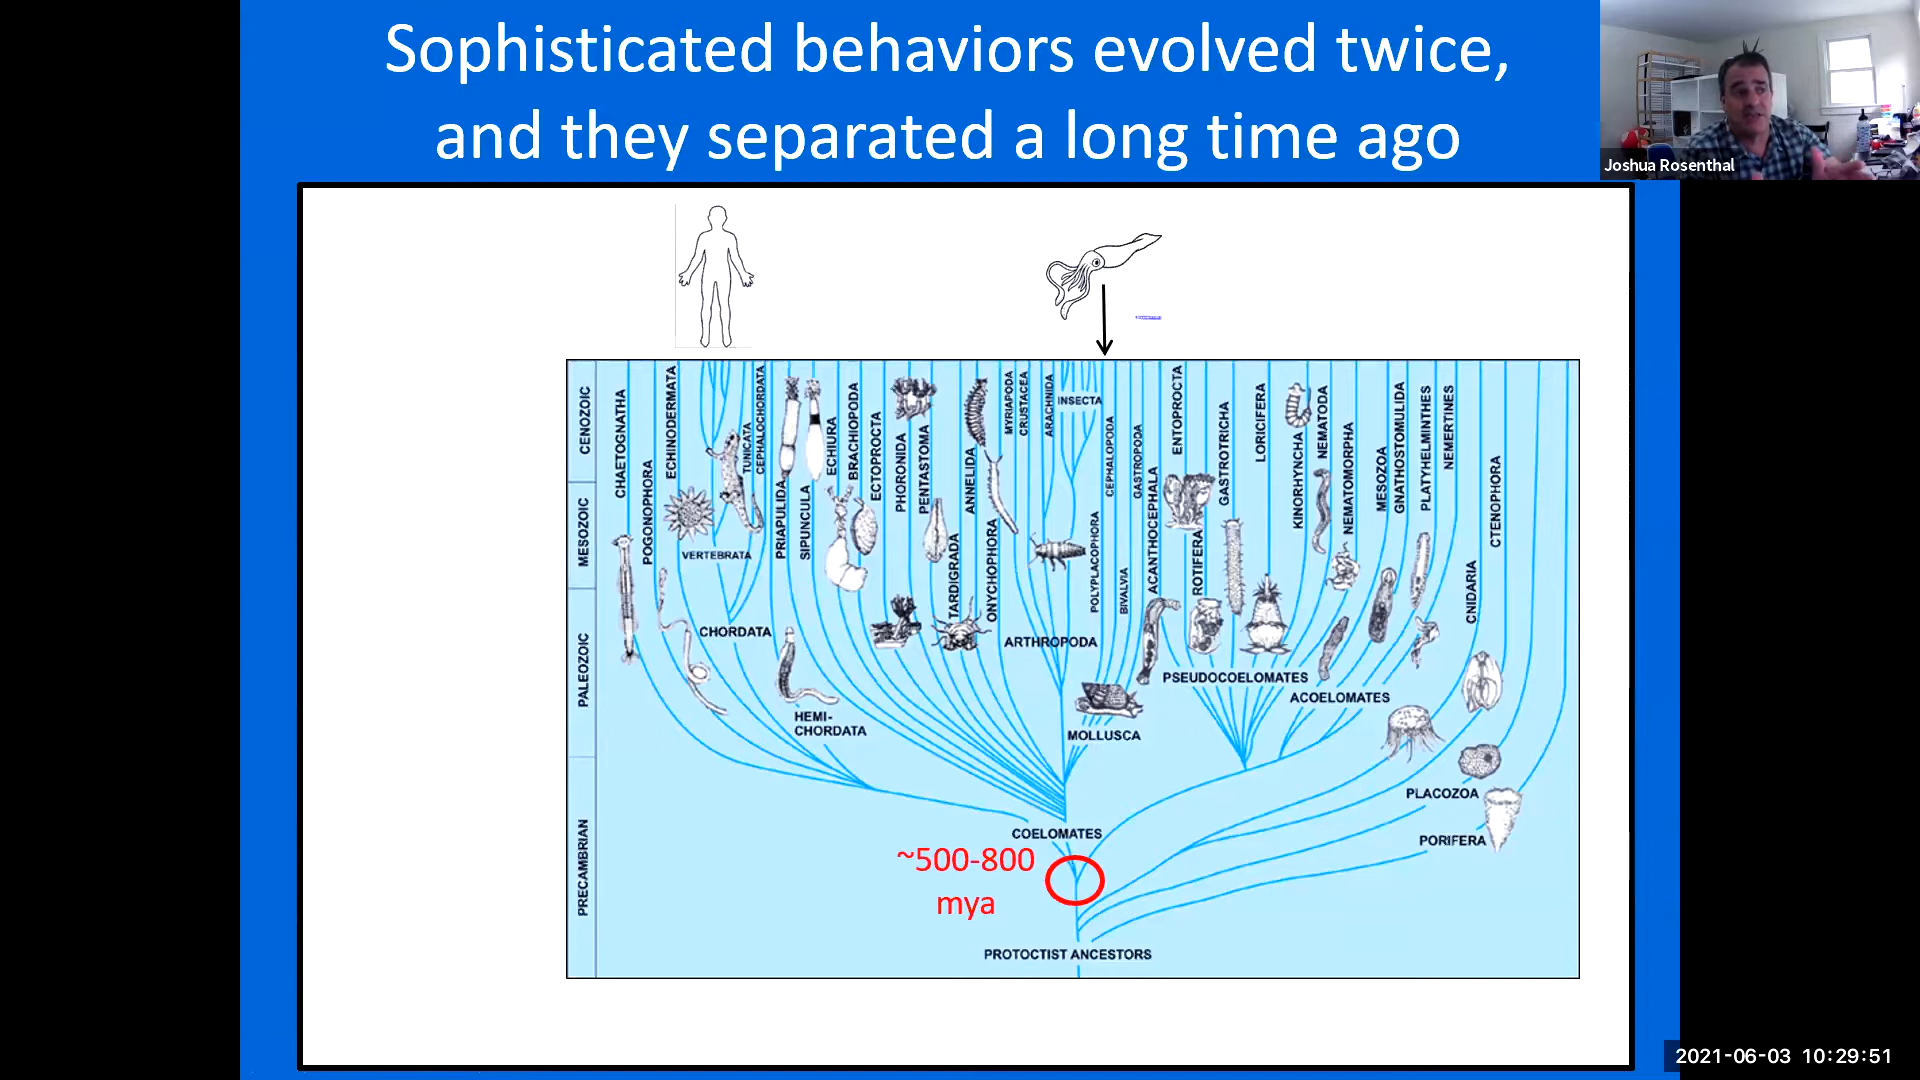 Sophisticated behaviors evolved twice,
and they separated a long time ago
Joshua Rosenthal
CENOZOIC
MESOZOIC
PALEOZOIC
PRECAMBRIAN
CHAETOGNATHA
POGONOPHORA
ECHINODERMATA
VERTEBRATA
TUNICATA
CEPHALOCHORDATA
CHORDATA
PRIAPULIDA
SIPUNCULA
HEMI-
CHORDATA
ECHIURA
BRACHIOPODA
ECTOPROCTA
PHORONIDA
PENTASTOMA
TARDIGRADA
ANNELIDA
ONYCHOPHORA
MYRIAPODA
CRUSTACEA
ARACHNIDA
INSECTA
ARTHROPODA
POLYPLACOPHORA
CEPHALOPODA
BIVALVIA
GASTROPODA
MOLLUSCA
ACANTHOCEPHALA
ENTOPROCTA
ROTIFERA
GASTROTRICHA
LORICIFERA
KINORHYNCHA
NEMATODA
NEMATOMORPHA
PSEUDOCOELOMATES
MESOZOA
GNATHOSTOMULIDA
PLATYHELMINTHES
NEMERTINES
ACOELOMATES
CNIDARIA
CTENOPHORA
PLACOZOA
PORIFERA
COELOMATES
~500-800
mya
PROTOCTIST ANCESTORS
2021-06-03 10:29:51